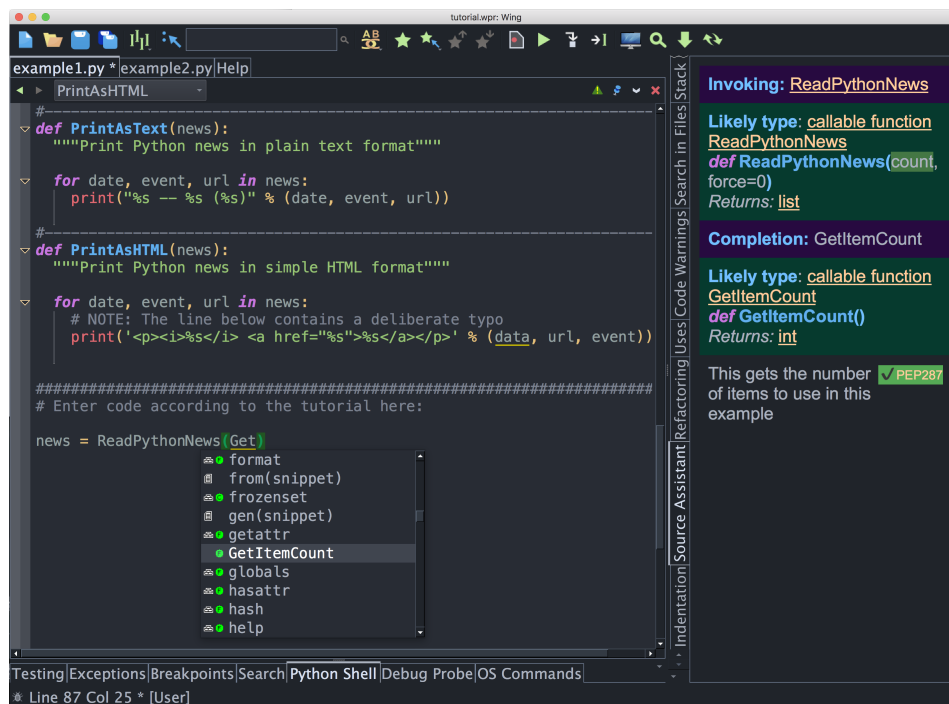 tutorial.wpr: Wing
example1.py * example2.py Help
PrintAsHTML
#----------------------------------------------------------------------
def PrintAsText(news):
"""Print Python news in plain text format"""
for date, event, url in news:
print("%s -- %s (%s)" % (date, event, url))
#----------------------------------------------------------------------
def PrintAsHTML(news):
"""Print Python news in simple HTML format"""
for date, event, url in news:
# NOTE: The line below contains a deliberate typo
print('<p><i>%s</i> <a href="%s">%s</a></p>' % (data, url, event))
######################################################################
# Enter code according to the tutorial here:
news = ReadPythonNews(Get)
format
from(snippet)
frozenset
gen(snippet)
getattr
GetItemCount
globals
hasattr
hash
help
Stack
Search in Files
Code Warnings
Uses
Refactoring
Source Assistant
Indentation
Invoking: ReadPythonNews
Likely type: callable function
ReadPythonNews
def ReadPythonNews(count,
force=0)
Returns: list
Completion: GetItemCount
Likely type: callable function
GetItemCount
def GetItemCount()
Returns: int
This gets the number ✓PEP287
of items to use in this
example
Testing Exceptions Breakpoints Search Python Shell Debug Probe OS Commands
Line 87 Col 25 * [User]